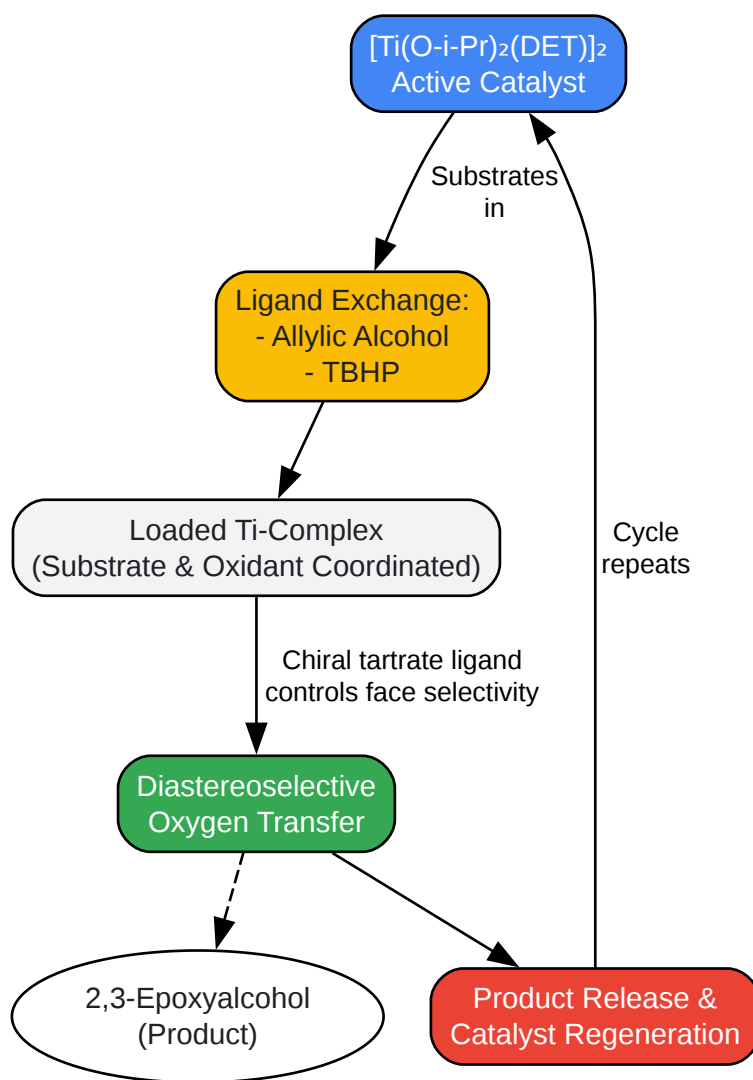 [Ti(O-i-Pr)₂(DET)]₂
Active Catalyst
Substrates
in
Ligand Exchange:
- Allylic Alcohol
- TBHP
Loaded Ti-Complex
(Substrate & Oxidant Coordinated)
Cycle
repeats
Chiral tartrate ligand
controls face selectivity
Diastereoselective
Oxygen Transfer
2,3-Epoxyalcohol
(Product)
Product Release &
Catalyst Regeneration